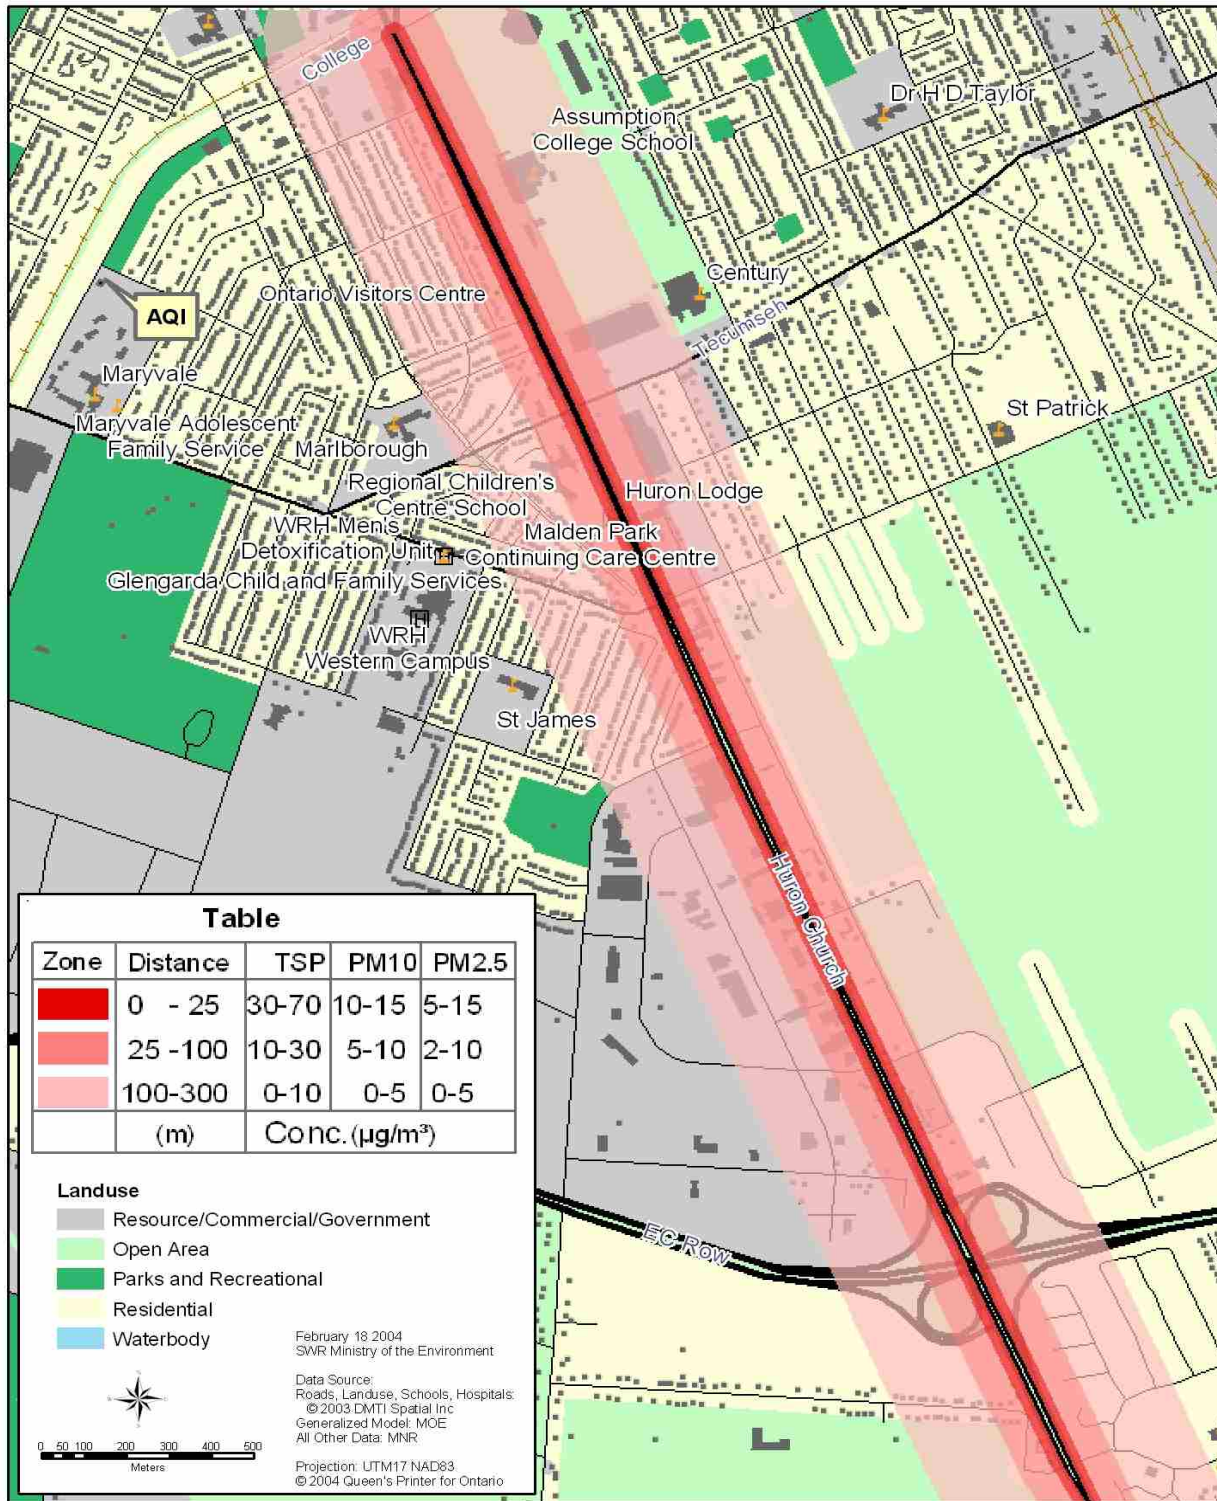 College
Dr H D Taylor
Assumption
College School
Century
Ontario Visitors Centre
AQI
Tecumseh
Maryvale
Maryvale Adolescent
Family Service
Marlborough
St Patrick
Regional Children's
Centre School
Huron Lodge
WRH Men's
Detoxification Unit
Malden Park
Continuing Care Centre
Glengarda Child and Family Services
H
WRH
Western Campus
St James
Huron Church
EC Row
Table
Zone Distance TSP PM10 PM2.5
0 - 25 30-70 10-15 5-15
25 -100 10-30 5-10 2-10
100-300 0-10 0-5 0-5
(m) Conc. (µg/m³)
Landuse
Resource/Commercial/Government
Open Area
Parks and Recreational
Residential
Waterbody
February 18 2004
SWR Ministry of the Environment
Data Source:
Roads, Landuse, Schools, Hospitals:
© 2003 DMTI Spatial Inc
Generalized Model: MOE
All Other Data: MNR
Projection: UTM17 NAD83
© 2004 Queen's Printer for Ontario
0 50 100 200 300 400 500
Meters